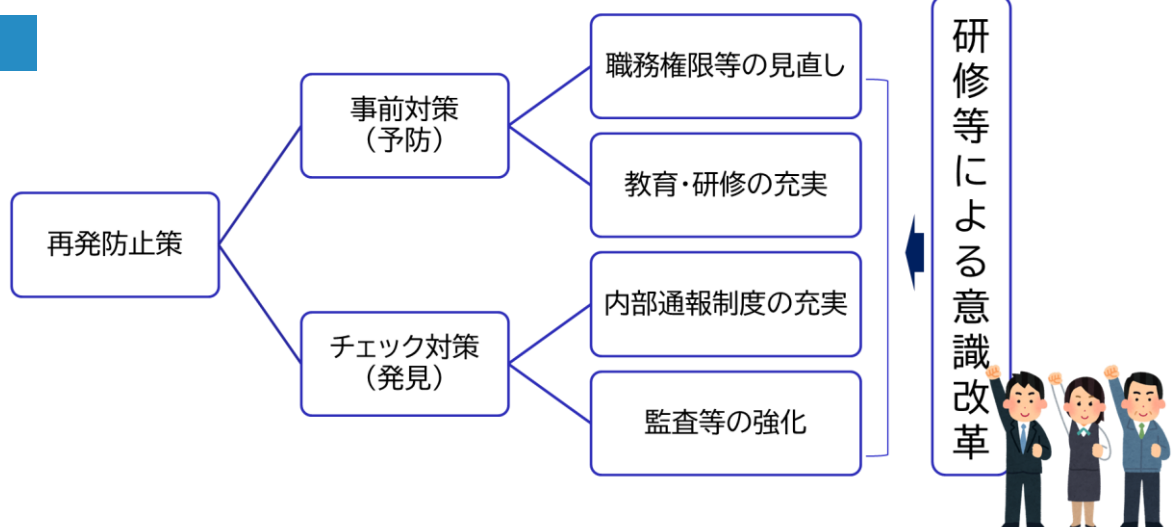 再発防止策
事前対策
（予防）
チェック対策
（発見）
職務権限等の見直し
教育・研修の充実
内部通報制度の充実
監査等の強化
研修等による意識改革